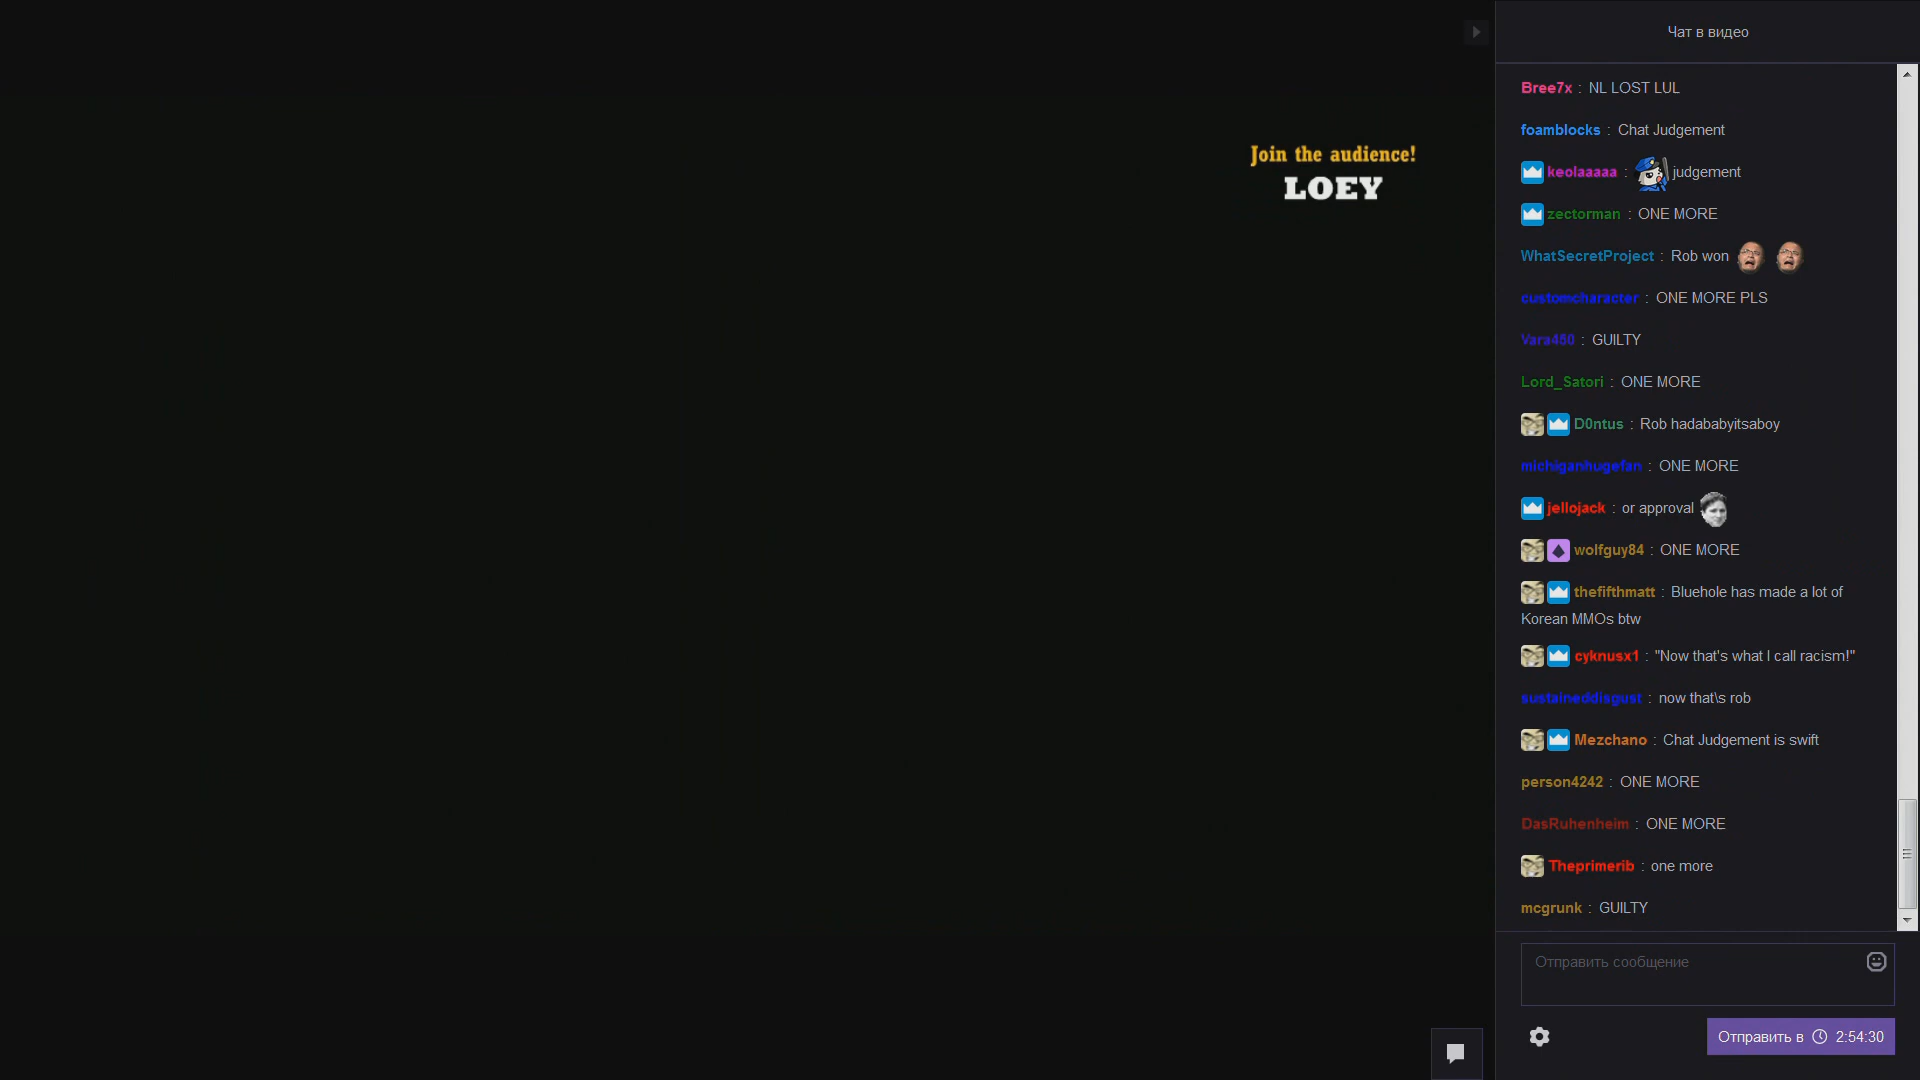 Join the audience!
LOEY
Чат в видео
Bree7x : NL LOST LUL
foamblocks : Chat Judgement
keolaaaaa : judgement
zectorman : ONE MORE
WhatSecretProject : Rob won
customcharacter : ONE MORE PLS
Vara460 : GUILTY
Lord_Satori : ONE MORE
D0ntus : Rob hadababyitsaboy
michiganhugefan : ONE MORE
jellojack : or approval
wolfguy84 : ONE MORE
thefifthmatt : Bluehole has made a lot of
Korean MMOs btw
cyknusx1 : "Now that's what I call racism!"
sustaineddisgust : now that\s rob
Mezchano : Chat Judgement is swift
person4242 : ONE MORE
DasRuhenheim : ONE MORE
Theprimerib : one more
mcgrunk : GUILTY
Отправить сообщение
Отправить в 2:54:30